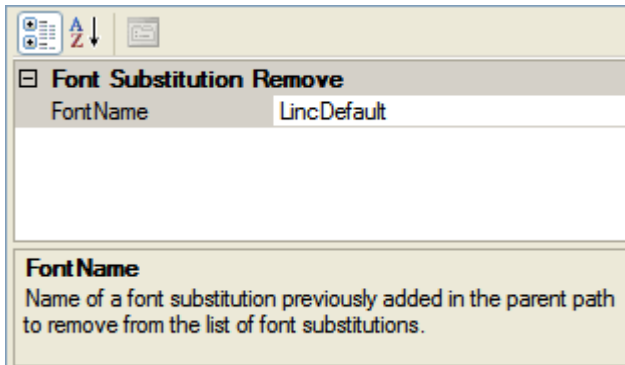 A
Z
Font Substitution Remove
FontName LincDefault
FontName
Name of a font substitution previously added in the parent path
to remove from the list of font substitutions.